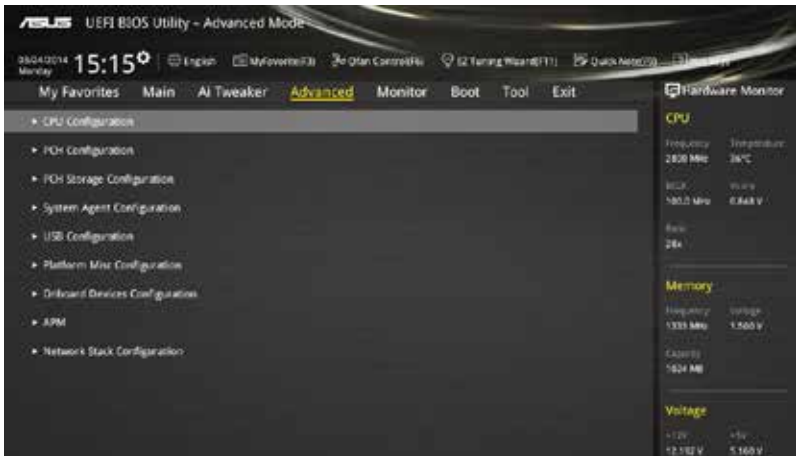 ASUS UEFI BIOS Utility – Advanced Mode
Monday 15:15 English MyFavorite(F3) Qfan Control(F6) EZ Tuning Wizard(F11) Quick Note(F9)
My Favorites Main Ai Tweaker Advanced Monitor Boot Tool Exit
Hardware Monitor
CPU Configuration
PCH Configuration
PCH Storage Configuration
System Agent Configuration
USB Configuration
Platform Misc Configuration
Onboard Devices Configuration
APM
Network Stack Configuration
CPU
Frequency Temperature
2800 MHz 36°C
BCLK Vcore
100.0 MHz 0.848 V
Ratio
28x
Memory
Frequency Voltage
1333 MHz 1.500 V
Capacity
1024 MB
Voltage
+12V +5V
12.192 V 5.160 V